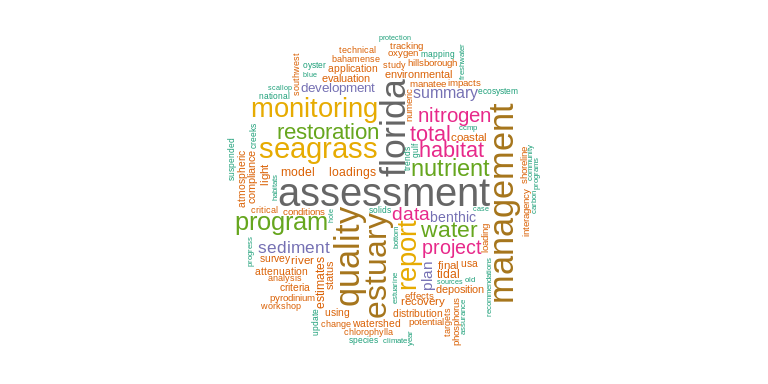 protection
technical
tracking
bahamense
oxygen
mapping
application
study
hillsborough
southwest
oyster
blue
evaluation
environmental
freshwater
scallop
development
manatee
impacts
national
summary
ecosystem
monitoring
florida
numeric
nitrogen
restoration
total
ccmp
coastal
creeks
seagrass
trends
gulf
habitat
nutrient
management
shoreline
community
programs
suspended
atmospheric
compliance
light
model
loadings
habitats
assessment
interagency
carbon
critical
conditions
solids
data
benthic
case
program
hole
quality
estuary
report
water
project
loading
sediment
bottom
plan
progress
survey
river
final
usa
attenuation
status
tidal
analysis
sources
old
criteria
estimates
estuarine
deposition
recommendations
pyrodinium
effects
workshop
recovery
using
distribution
targets
phosphorus
assurance
update
change
watershed
potential
chlorophylla
species
climate
year